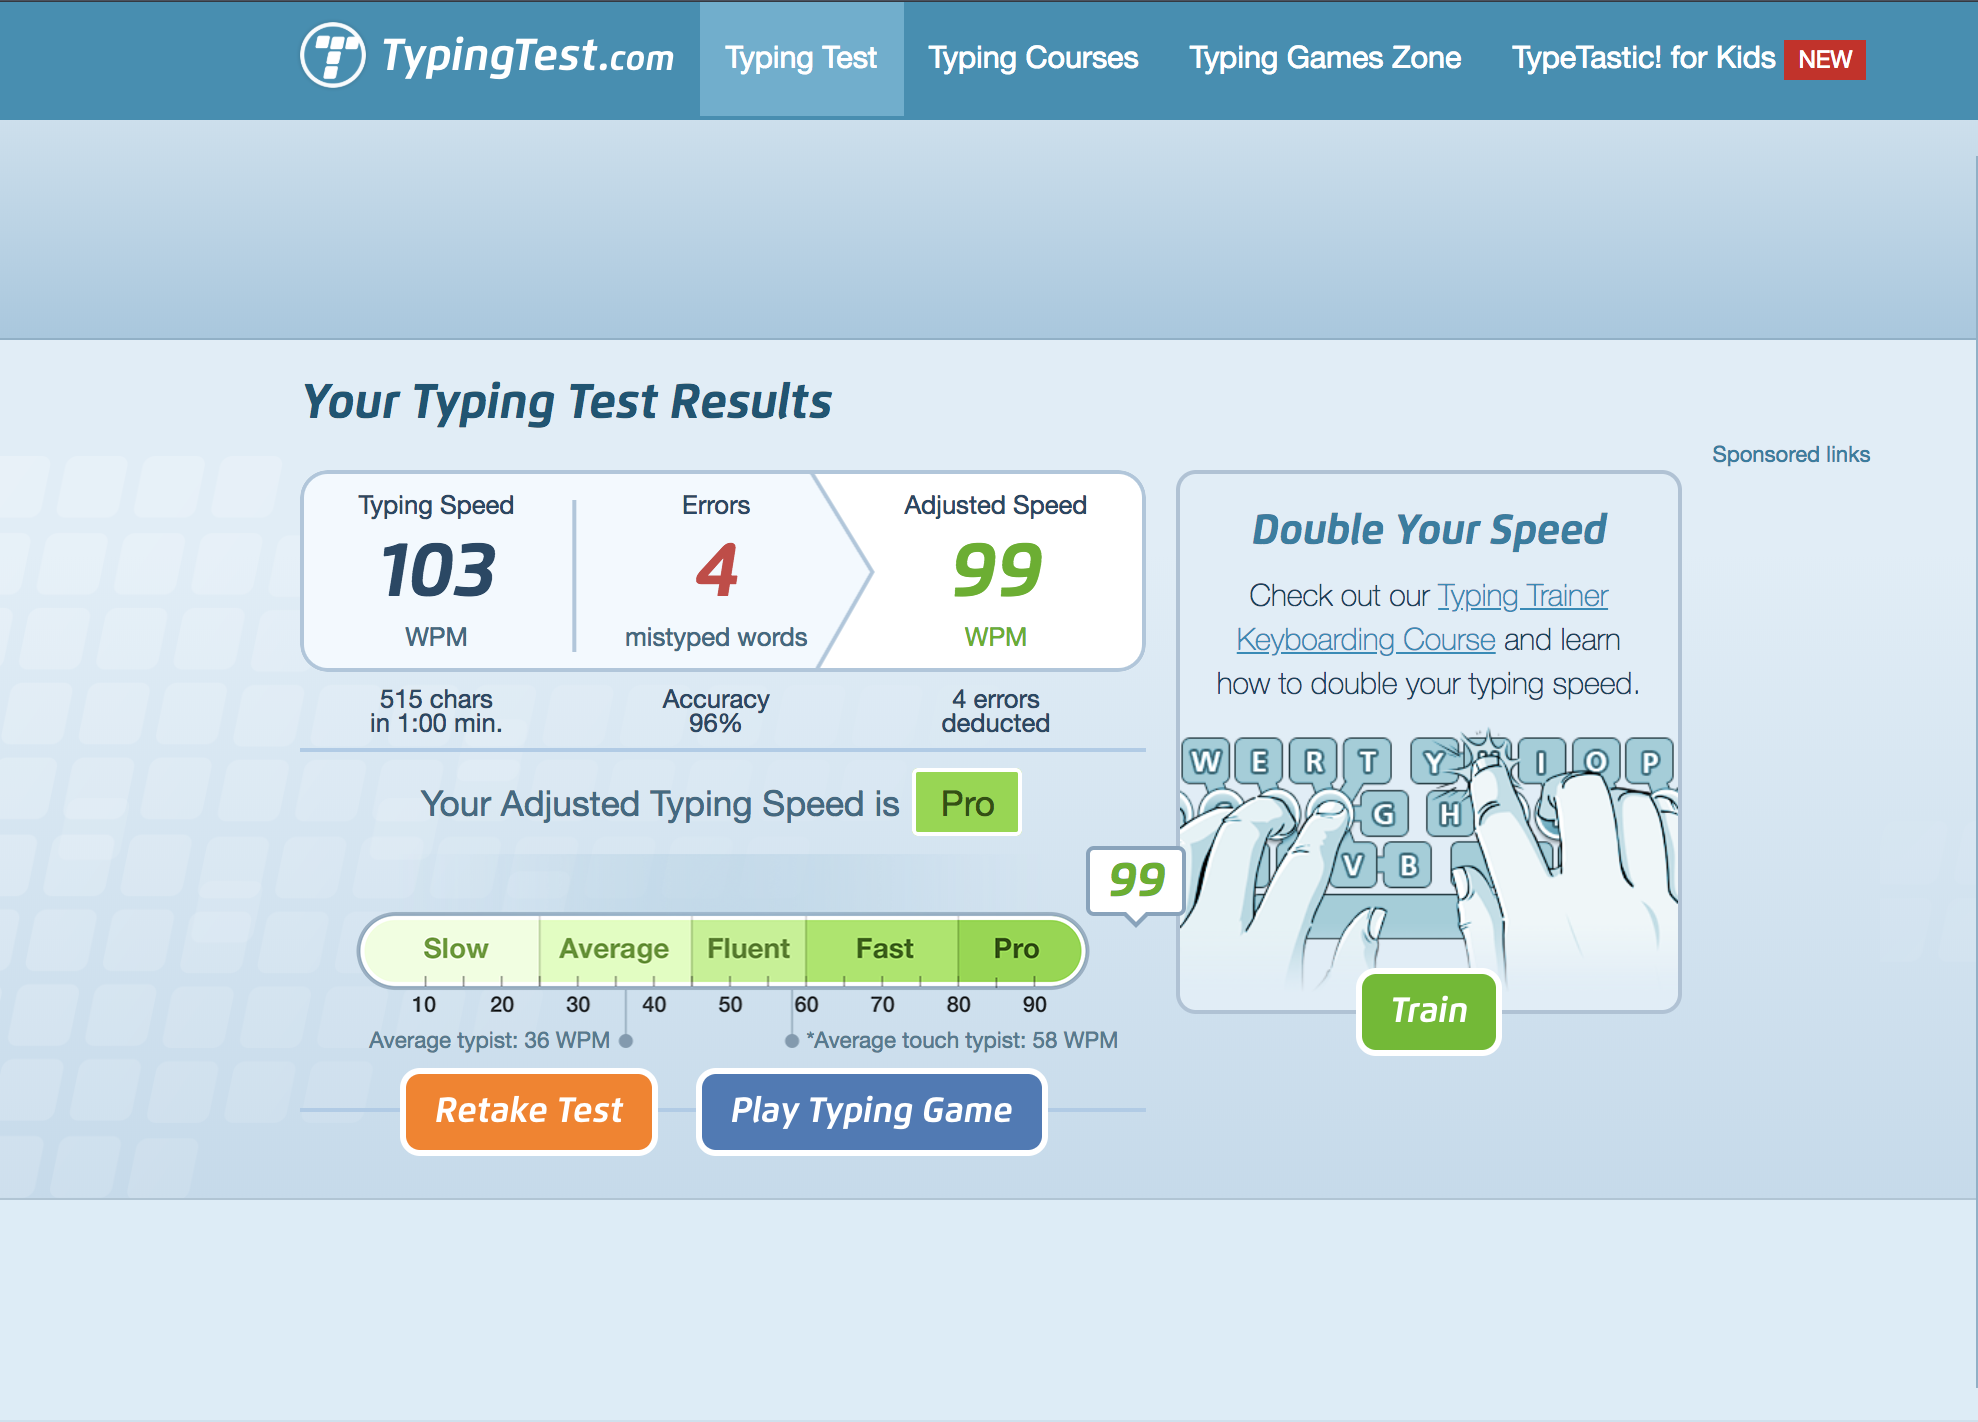 TypingTest.com
Typing Test
Typing Courses
Typing Games Zone
TypeTastic! for Kids NEW
Your Typing Test Results
Sponsored links
Typing Speed
103
WPM
515 chars
in 1:00 min.
Errors
4
mistyped words
Accuracy
96%
Adjusted Speed
99
WPM
4 errors
deducted
Your Adjusted Typing Speed is Pro
99
Slow Average Fluent Fast Pro
10 20 30 40 50 60 70 80 90
Average typist: 36 WPM
*Average touch typist: 58 WPM
Retake Test
Play Typing Game
Double Your Speed
Check out our Typing Trainer
Keyboarding Course and learn
how to double your typing speed.
W E R T Y I O P
G H
V B
Train